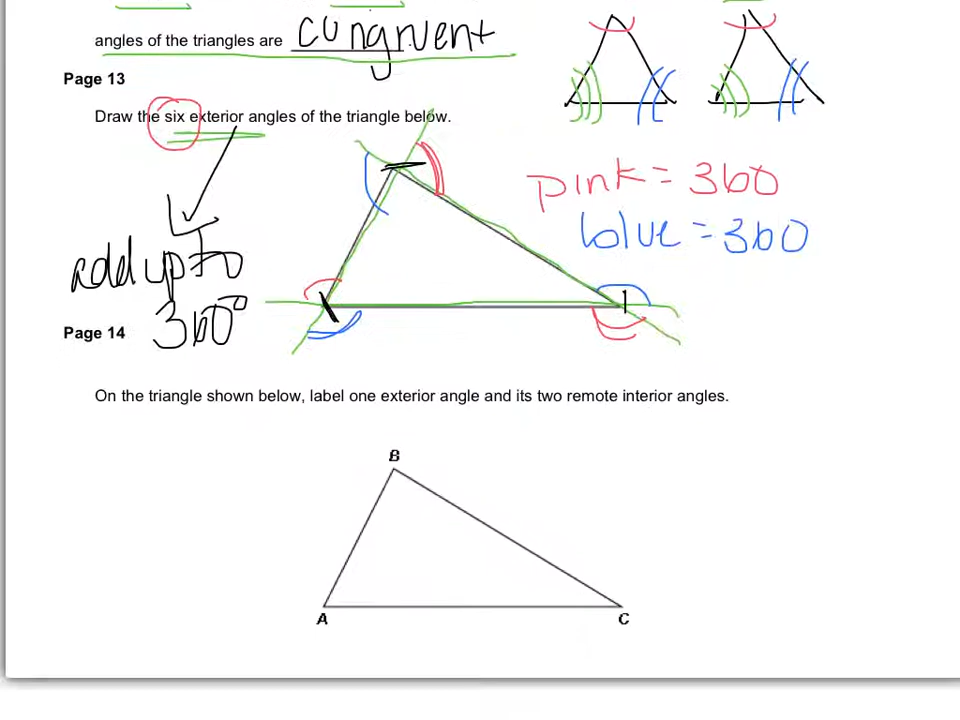 angles of the triangles are congruent
Page 13
Draw the six exterior angles of the triangle below.
pink = 360
blue = 360
add up to
360°
Page 14
On the triangle shown below, label one exterior angle and its two remote interior angles.
B
A
C